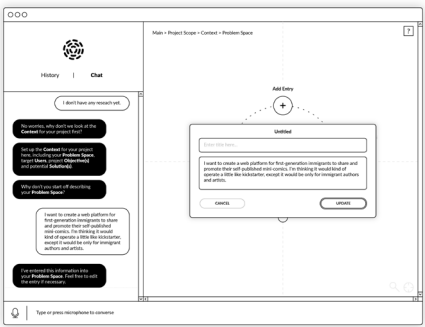 Main > Project Scope > Context > Problem Space
?
History | Chat
I don't have any reseach yet.
No worries, why don't we look at the
Context for your project first?
Set up the Context for your project
here, including your Problem Space,
target Users, project Objective(s)
and potential Solution(s).
Why don't you start off describing
your Problem Space?
I want to create a web platform for
first-generation immigrants to share
and promote their self-published
mini-comics. I'm thinking it would
kind of operate a little like kickstarter,
except it would be only for immigrant
authors and artists.
I've entered this information into
your Problem Space. Feel free to edit
the entry if necessary.
Type or press microphone to converse
Add Entry
+
Untitled
Enter title here...
I want to create a web platform for first-generation immigrants to share and
promote their self-published mini-comics. I'm thinking it would kind of
operate a little like kickstarter, except it would be only for immigrant authors
and artists.
CANCEL
UPDATE